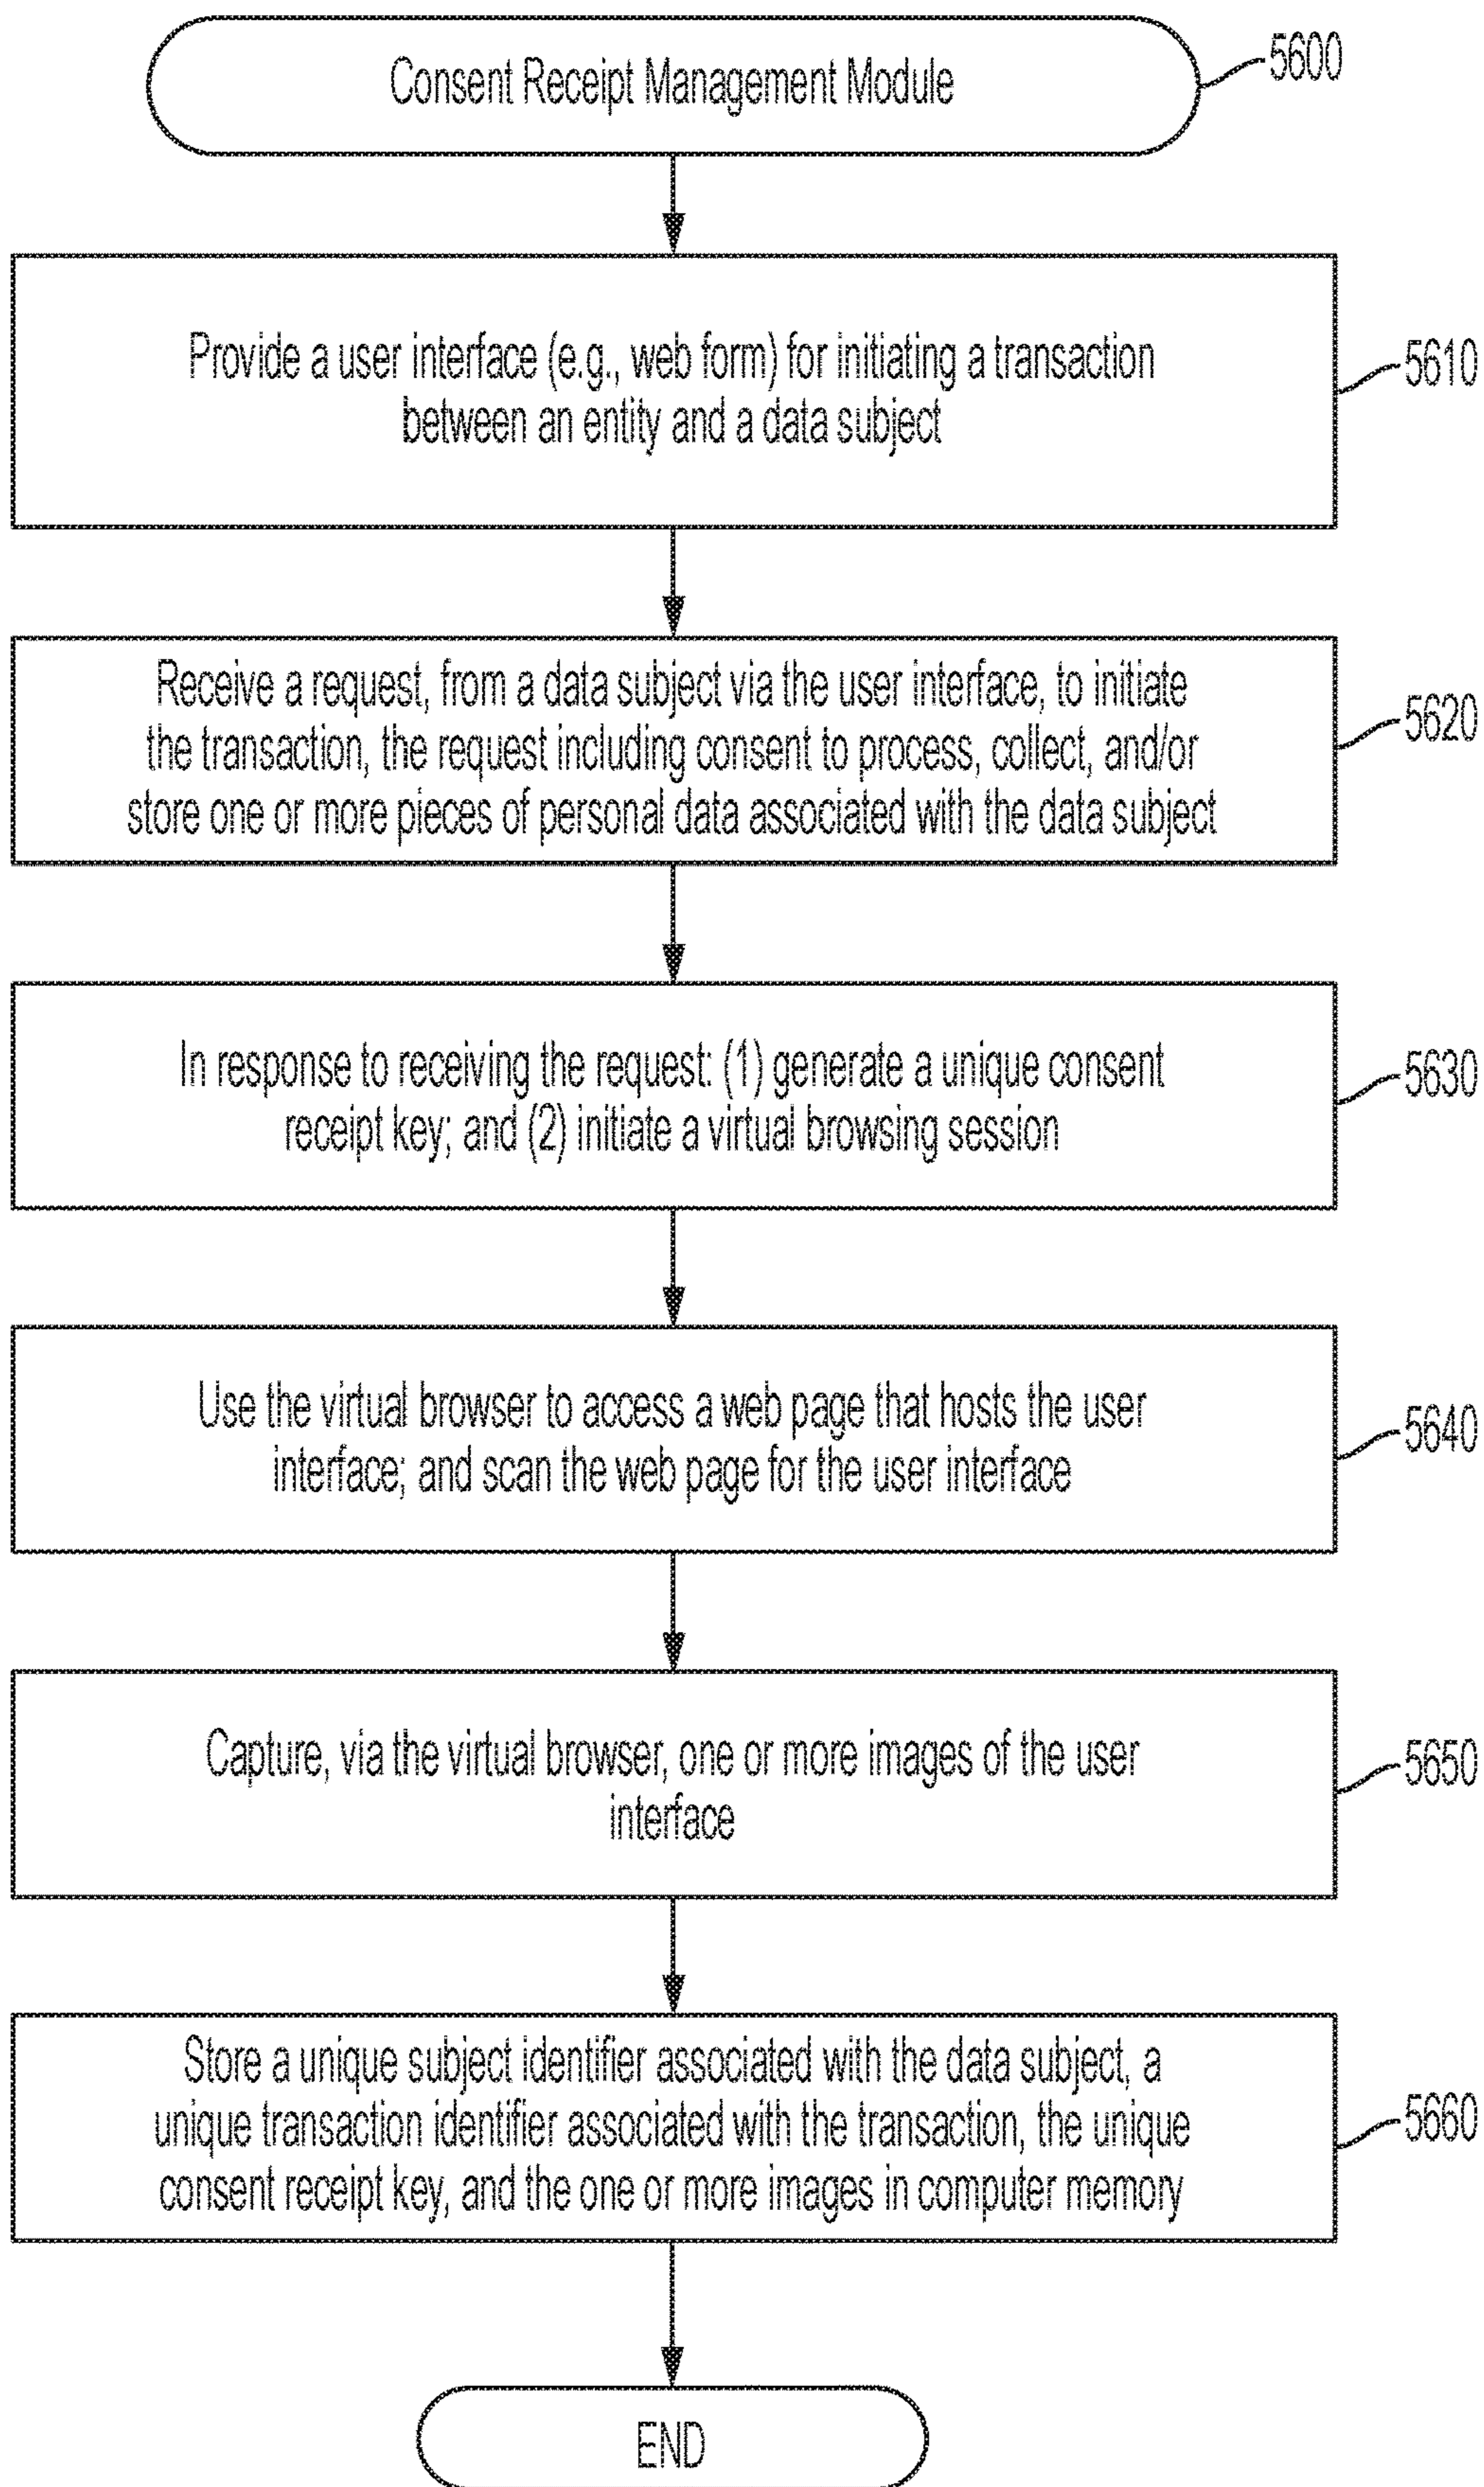 Consent Receipt Management Module
5600
Provide a user interface (e.g., web form) for initiating a transaction
between an entity and a data subject
5610
Receive a request, from a data subject via the user interface, to initiate
the transaction, the request including consent to process, collect, and/or
store one or more pieces of personal data associated with the data subject
5620
In response to receiving the request: (1) generate a unique consent
receipt key; and (2) initiate a virtual browsing session
5630
Use the virtual browser to access a web page that hosts the user
interface; and scan the web page for the user interface
5640
Capture, via the virtual browser, one or more images of the user
interface
5650
Store a unique subject identifier associated with the data subject, a
unique transaction identifier associated with the transaction, the unique
consent receipt key, and the one or more images in computer memory
5660
END